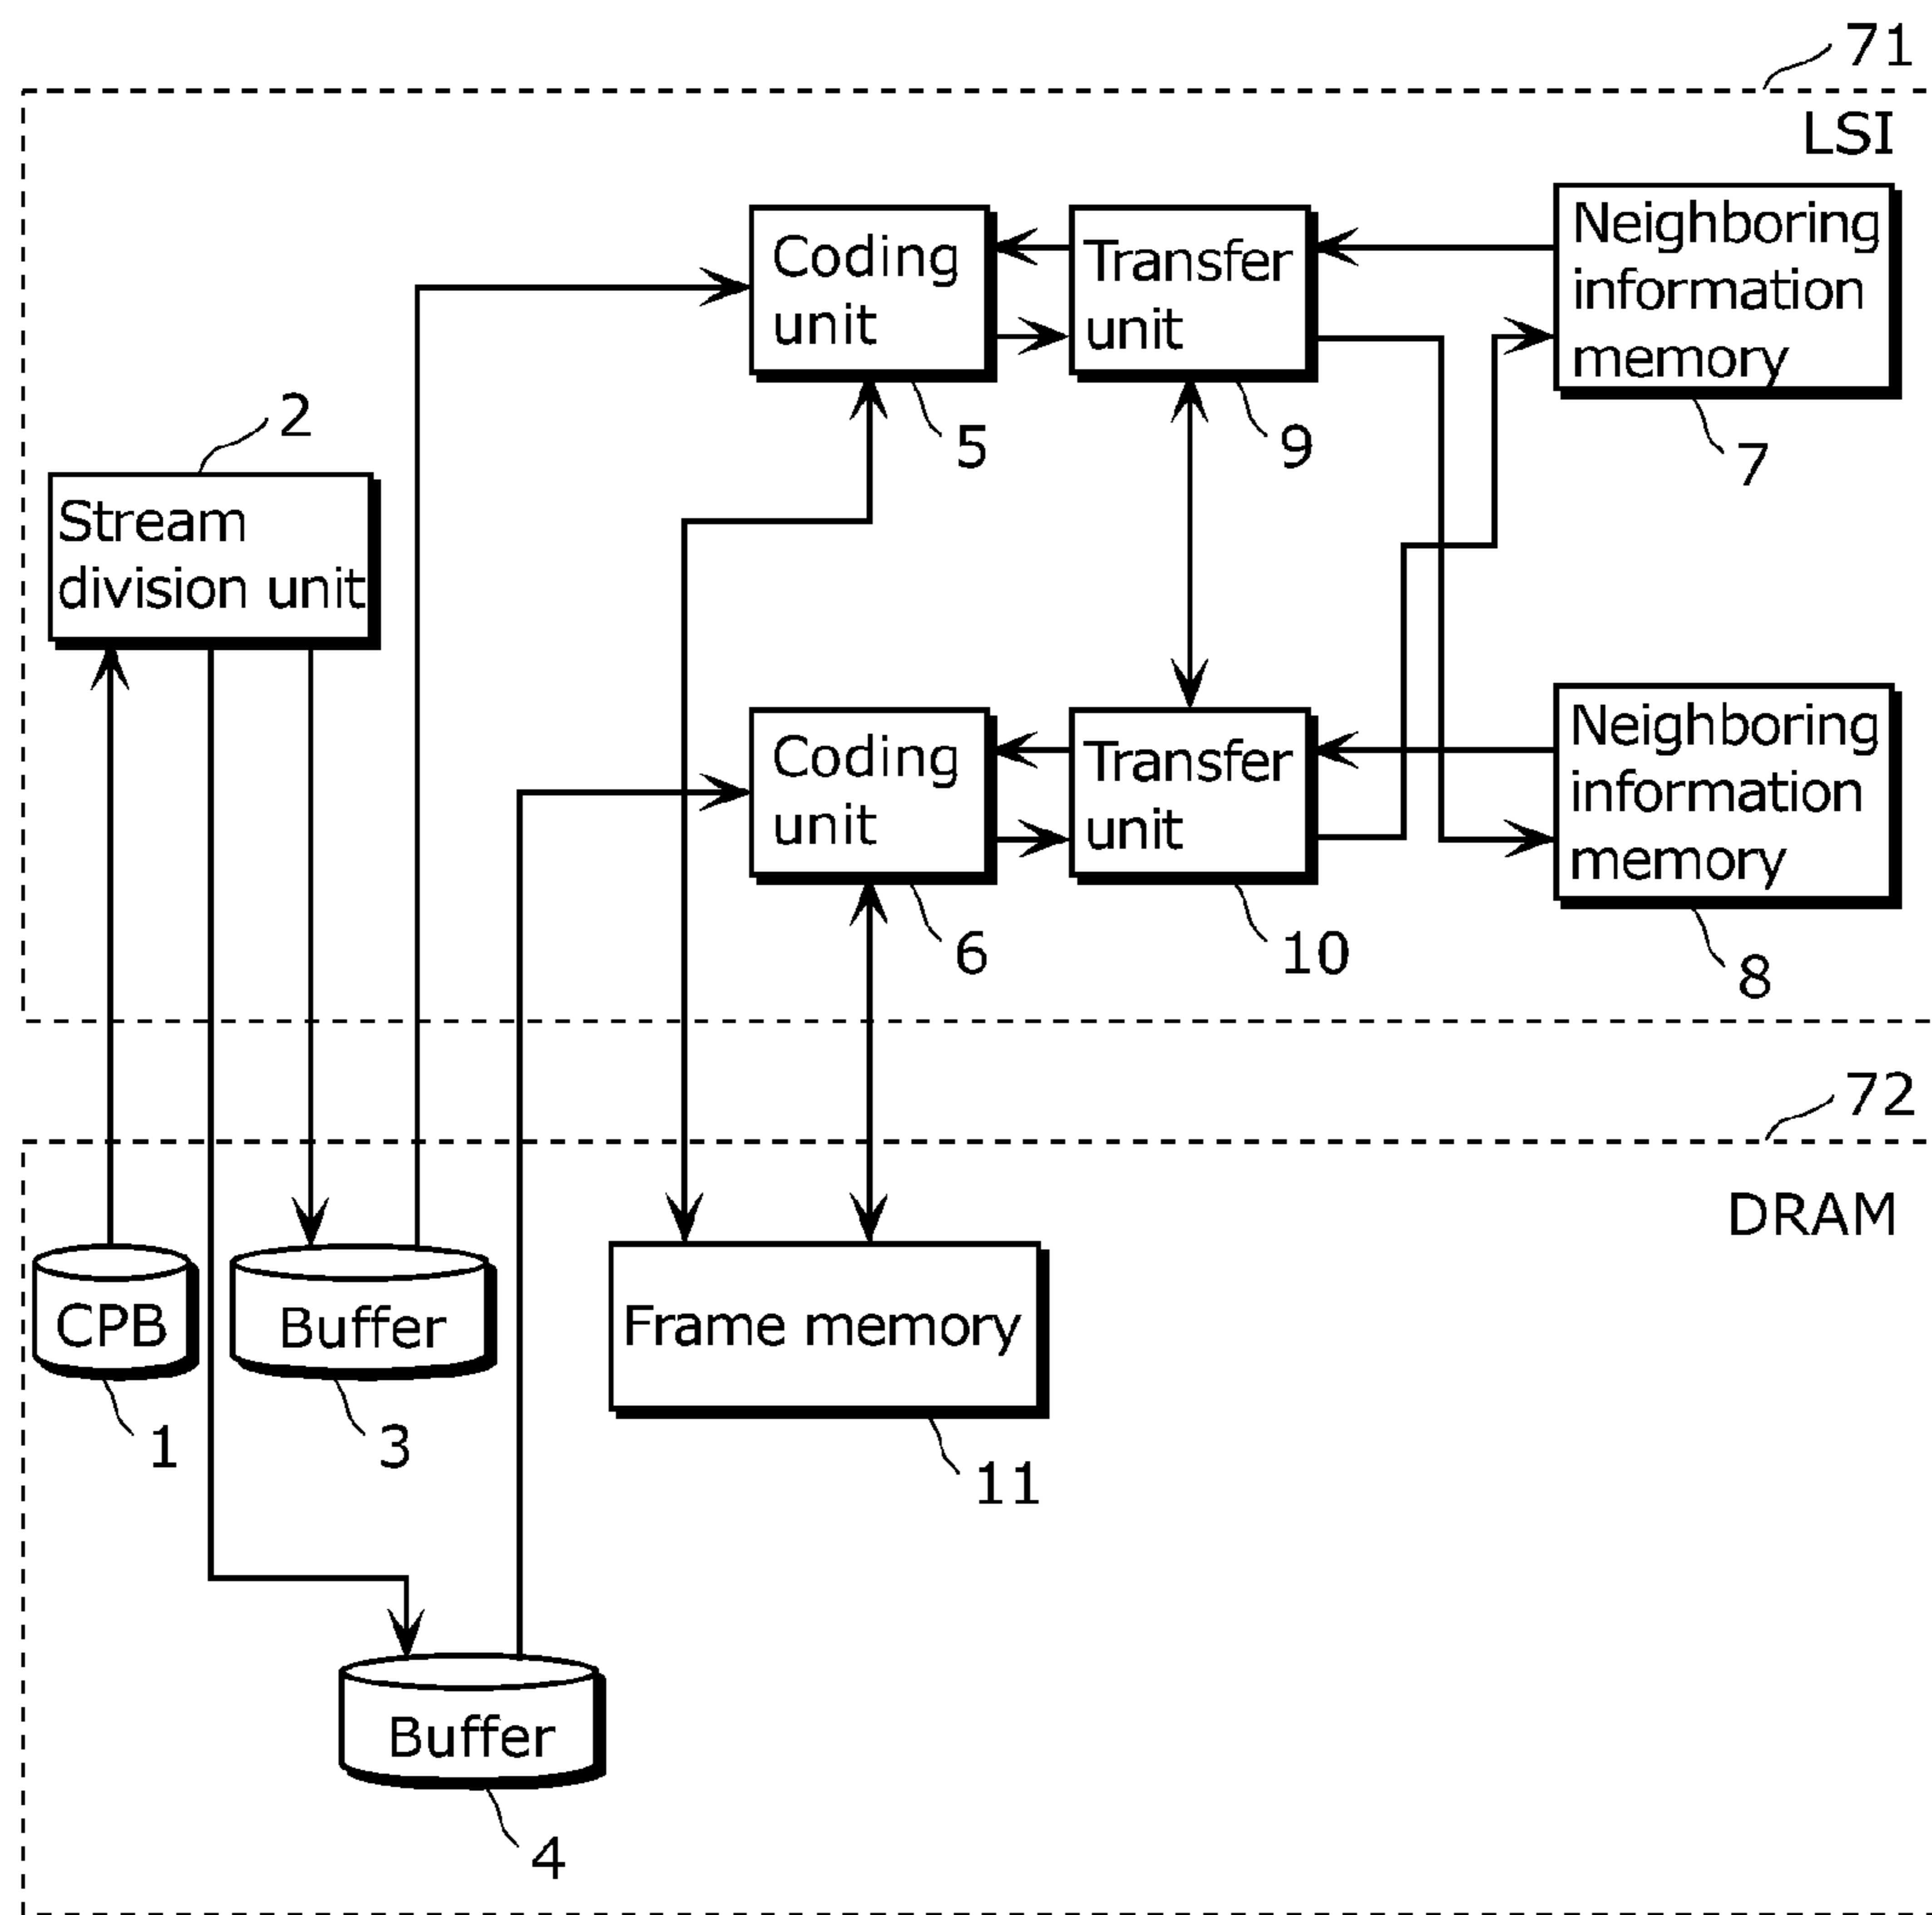 71
LSI
Coding
unit
5
Transfer
unit
9
Neighboring
information
memory
7
2
Stream
division unit
Coding
unit
6
Transfer
unit
10
Neighboring
information
memory
8
72
DRAM
CPB
1
Buffer
3
Frame memory
11
Buffer
4